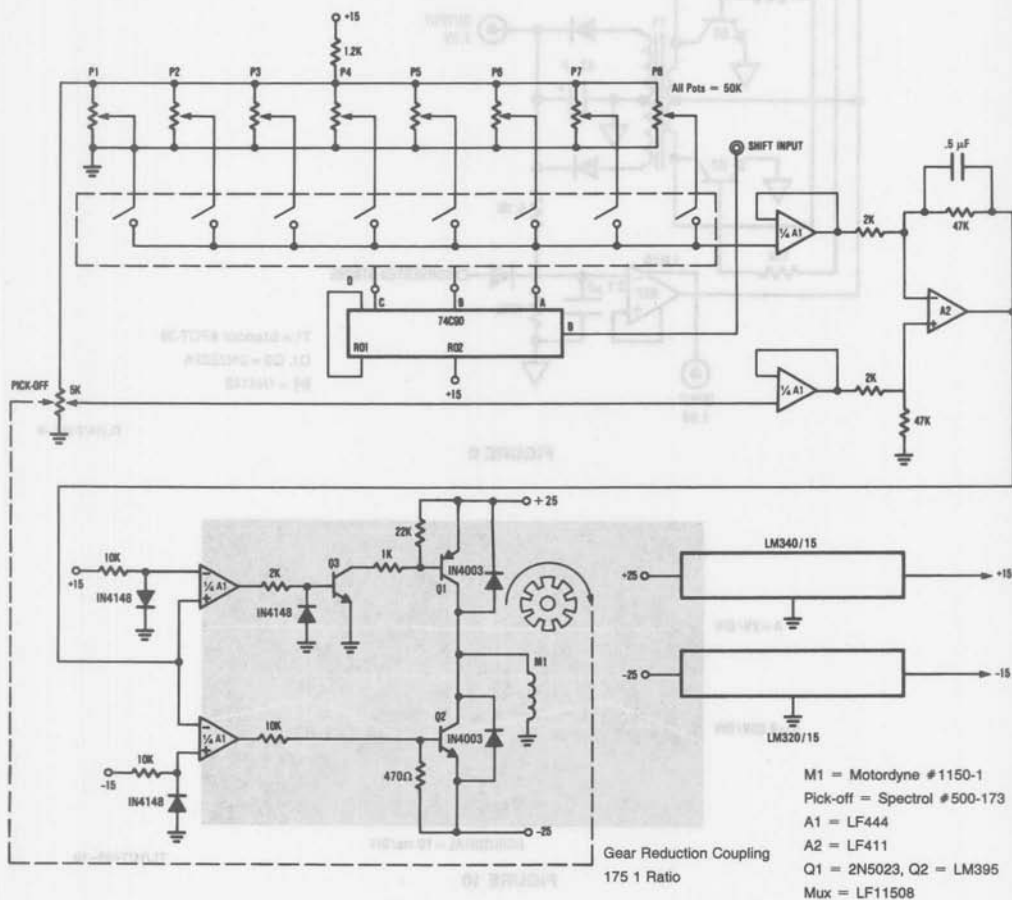 +15
1.2K
P1 P2 P3 P4 P5 P6 P7 P8
All Pots = 50K
SHIFT INPUT
.5 μF
47K
¼ A1
2K
A2
D C B A
74C90
B
RO1 RO2
+15
PICK-OFF
5K
¼ A1
2K
47K
+25
22K
10K
1K
Q3
+15
¼ A1
2K
IN4003
Q1
IN4148
IN4148
M1
¼ A1
10K
Q2
IN4003
10K
-15
IN4148
470Ω
-25
LM340/15
+25
+15
-25
-15
LM320/15
Gear Reduction Coupling
175 1 Ratio
M1 = Motordyne #1150-1
Pick-off = Spectrol #500-173
A1 = LF444
A2 = LF411
Q1 = 2N5023, Q2 = LM395
Mux = LF11508